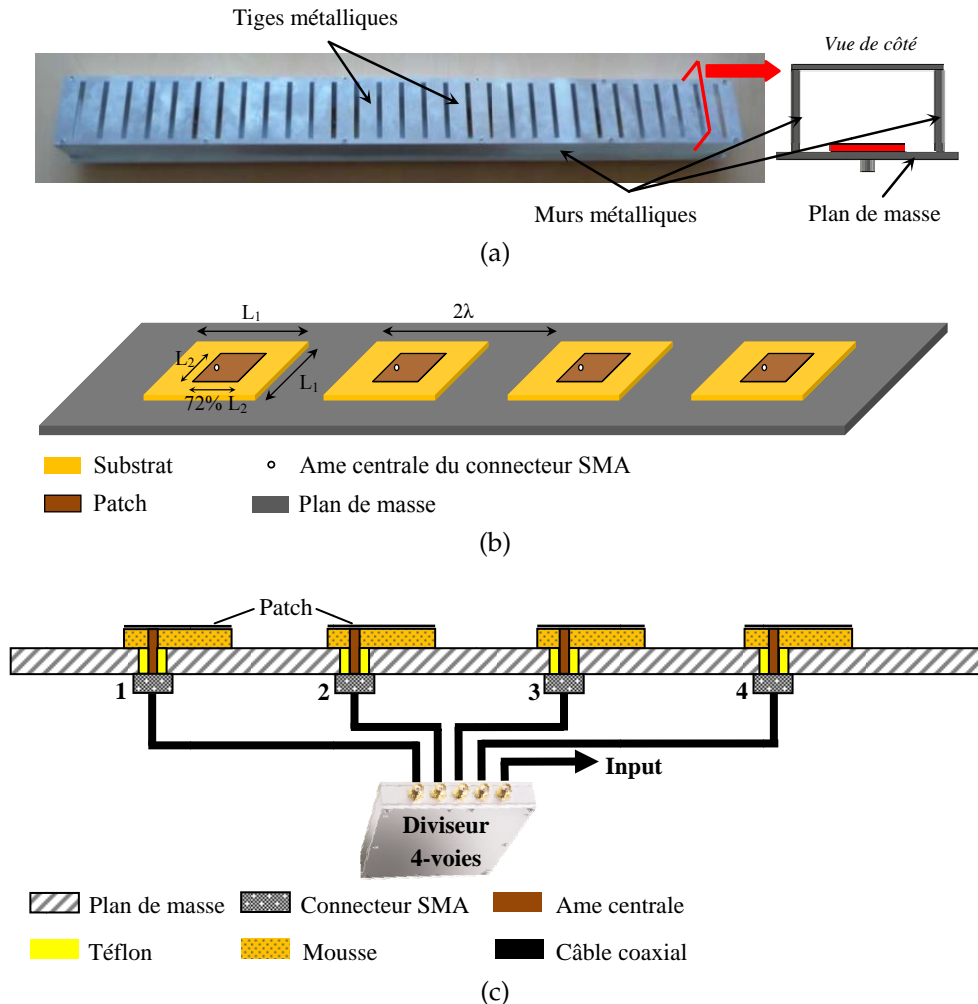 (a)
Tiges métalliques
Vue de côté
Murs métalliques
Plan de masse
(a)
L1
2λ
L2
L1
72% L2
Substrat
Ame centrale du connecteur SMA
Patch
Plan de masse
(b)
Patch
1
2
3
4
Input
Diviseur
4-voies
Plan de masse
Connecteur SMA
Ame centrale
Téflon
Mousse
Câble coaxial
(c)